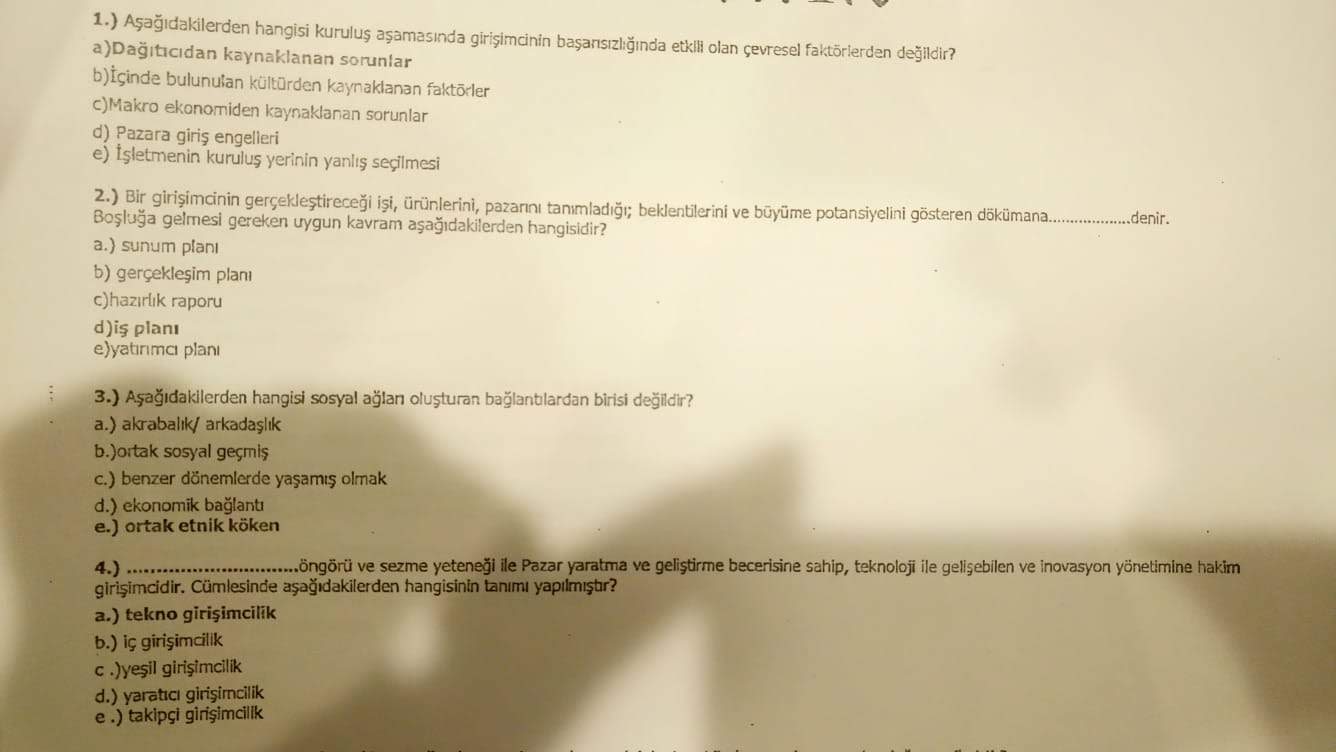 1.) Aşağıdakilerden hangisi kuruluş aşamasında girişimcinin başarısızlığında etkili olan çevresel faktörlerden değildir?
a)Dağıtıcıdan kaynaklanan sorunlar
b)İçinde bulunulan kültürden kaynaklanan faktörler
c)Makro ekonomiden kaynaklanan sorunlar
d) Pazara giriş engelleri
e) İşletmenin kuruluş yerinin yanlış seçilmesi
2.) Bir girişimcinin gerçekleştireceği işi, ürünlerini, pazarını tanımladığı; beklentilerini ve büyüme potansiyelini gösteren dökümana...................denir.
Boşluğa gelmesi gereken uygun kavram aşağıdakilerden hangisidir?
a.) sunum planı
b) gerçekleşim planı
c)hazırlık raporu
d)iş planı
e)yatırımcı planı
3.) Aşağıdakilerden hangisi sosyal ağları oluşturan bağlantılardan birisi değildir?
a.) akrabalık/ arkadaşlık
b.)ortak sosyal geçmiş
c.) benzer dönemlerde yaşamış olmak
d.) ekonomik bağlantı
e.) ortak etnik köken
4.) ..............................öngörü ve sezme yeteneği ile Pazar yaratma ve geliştirme becerisine sahip, teknoloji ile gelişebilen ve inovasyon yönetimine hakim
girişimcidir. Cümlesinde aşağıdakilerden hangisinin tanımı yapılmıştır?
a.) tekno girişimcilik
b.) iç girişimcilik
c .)yeşil girişimcilik
d.) yaratıcı girişimcilik
e .) takipçi girişimcilik